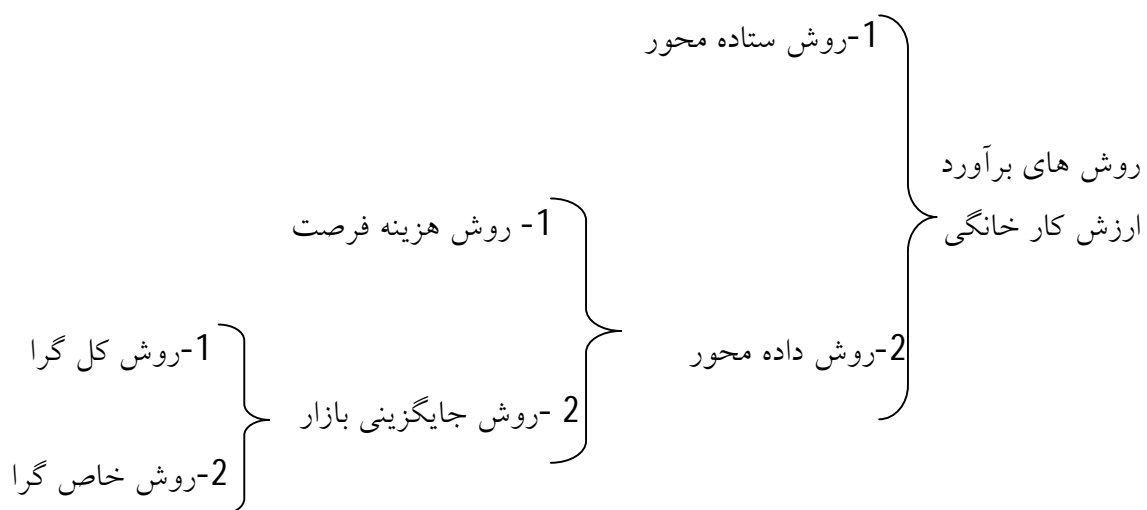 روش های برآورد
ارزش کار خانگی
1-روش ستاده محور
2-روش داده محور
1- روش هزینه فرصت
2 -روش جایگزینی بازار
1-روش کل گرا
2-روش خاص گرا